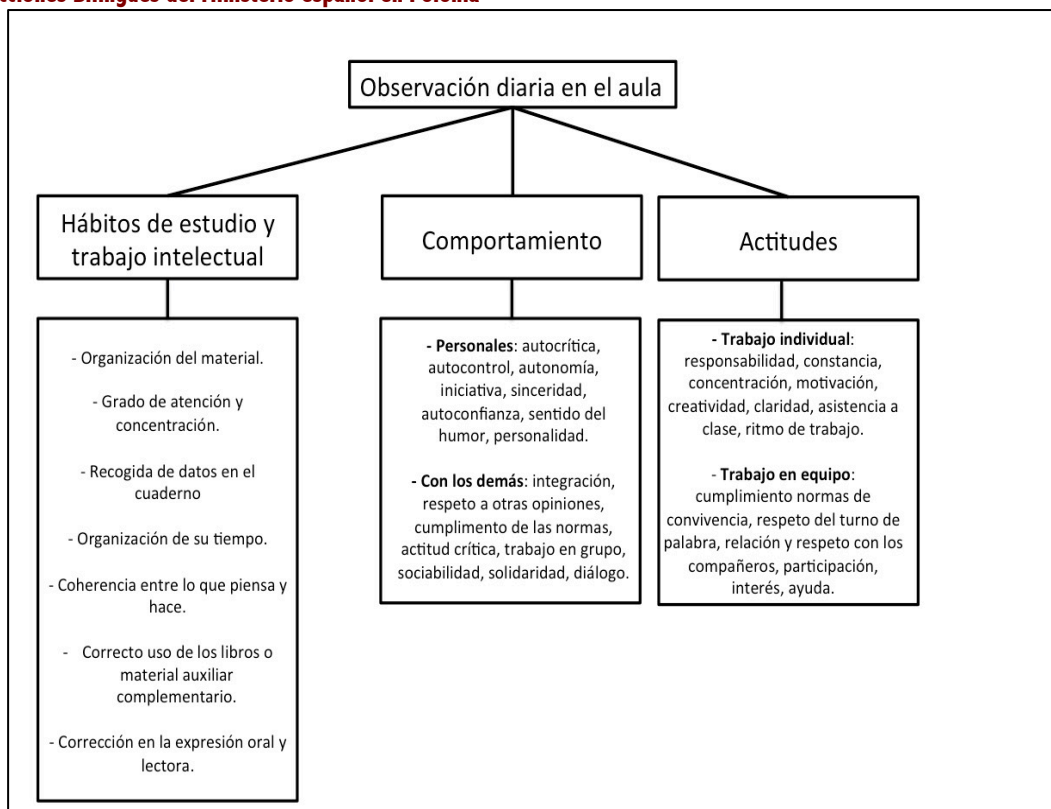 Observación diaria en el aula
Hábitos de estudio y
trabajo intelectual
- Organización del material.
- Grado de atención y
concentración.
- Recogida de datos en el
cuaderno
- Organización de su tiempo.
- Coherencia entre lo que piensa y
hace.
- Correcto uso de los libros o
material auxiliar
complementario.
- Corrección en la expresión oral y
lectora.
Comportamiento
- Personales: autocrítica,
autocontrol, autonomía,
iniciativa, sinceridad,
autoconfianza, sentido del
humor, personalidad.
- Con los demás: integración,
respeto a otras opiniones,
cumplimento de las normas,
actitud crítica, trabajo en grupo,
sociabilidad, solidaridad, diálogo.
Actitudes
- Trabajo individual:
responsabilidad, constancia,
concentración, motivación,
creatividad, claridad, asistencia a
clase, ritmo de trabajo.
- Trabajo en equipo:
cumplimiento normas de
convivencia, respeto del turno de
palabra, relación y respeto con los
compañeros, participación,
interés, ayuda.